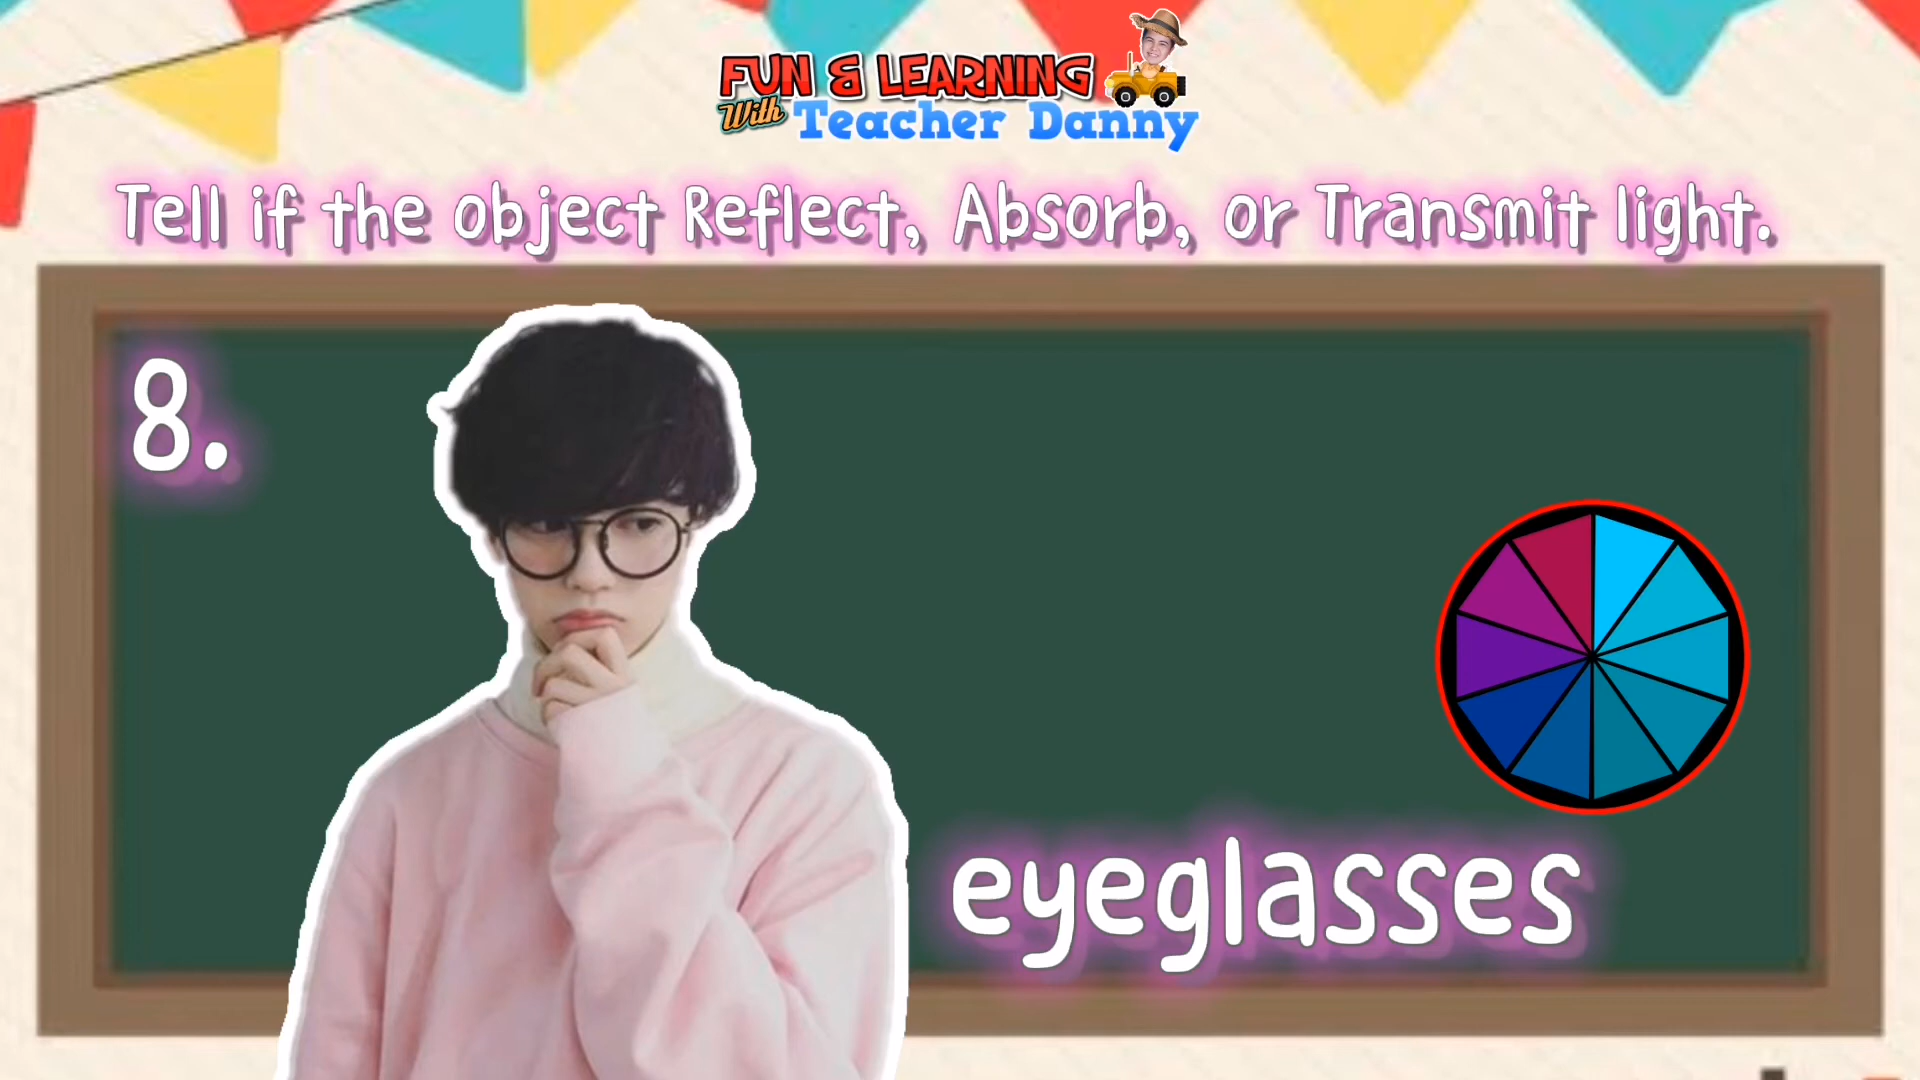 FUN & LEARNING
With Teacher Danny
Tell if the object Reflect, Absorb, or Transmit light.
8.
eyeglasses